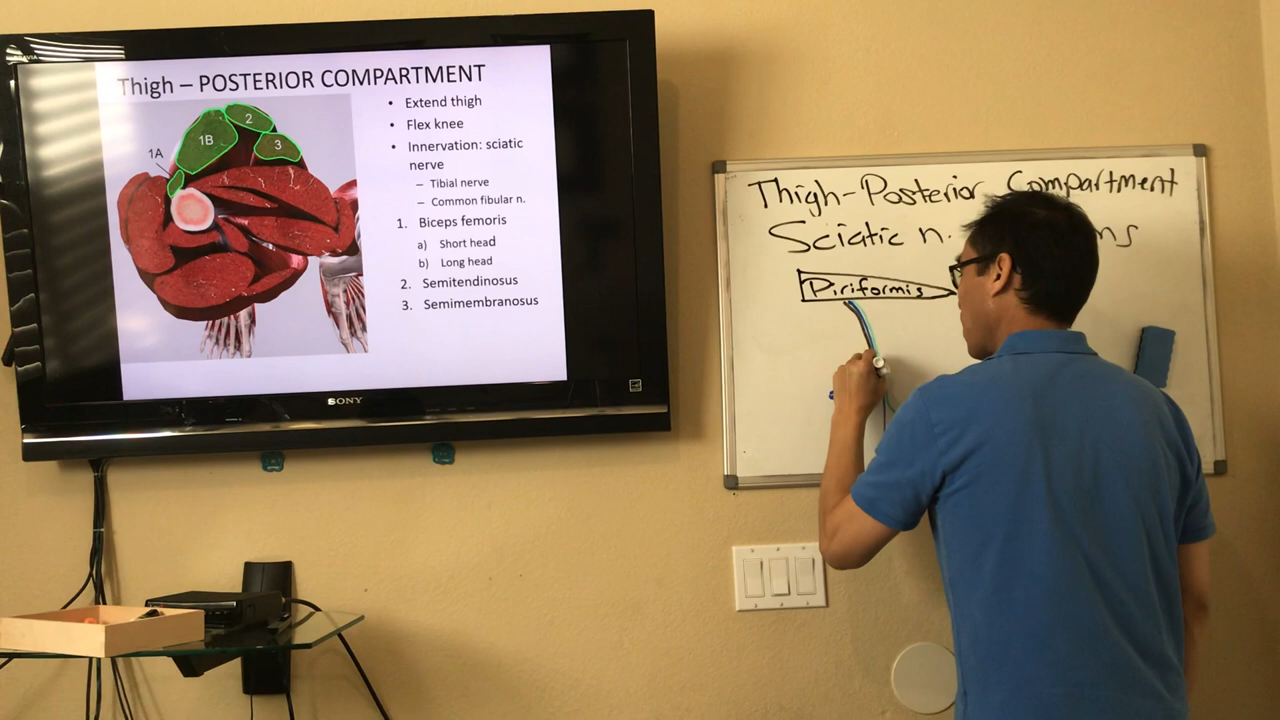 Thigh – POSTERIOR COMPARTMENT
• Extend thigh
• Flex knee
• Innervation: sciatic
nerve
– Tibial nerve
– Common fibular n.
1. Biceps femoris
a) Short head
b) Long head
2. Semitendinosus
3. Semimembranosus
1A
1B
2
3
SONY
Thigh-Posterior Compartment
Sciatic n.
Piriformis